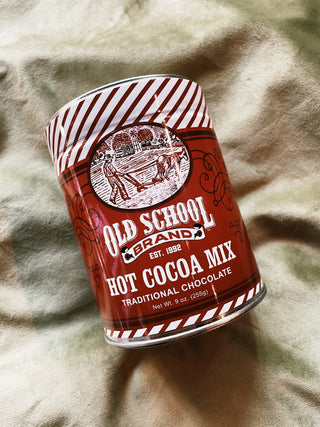 OLD SCHOOL
BRAND
EST. 1992
HOT COCOA MIX
TRADITIONAL CHOCOLATE
Net Wt. 9 oz. (255g)